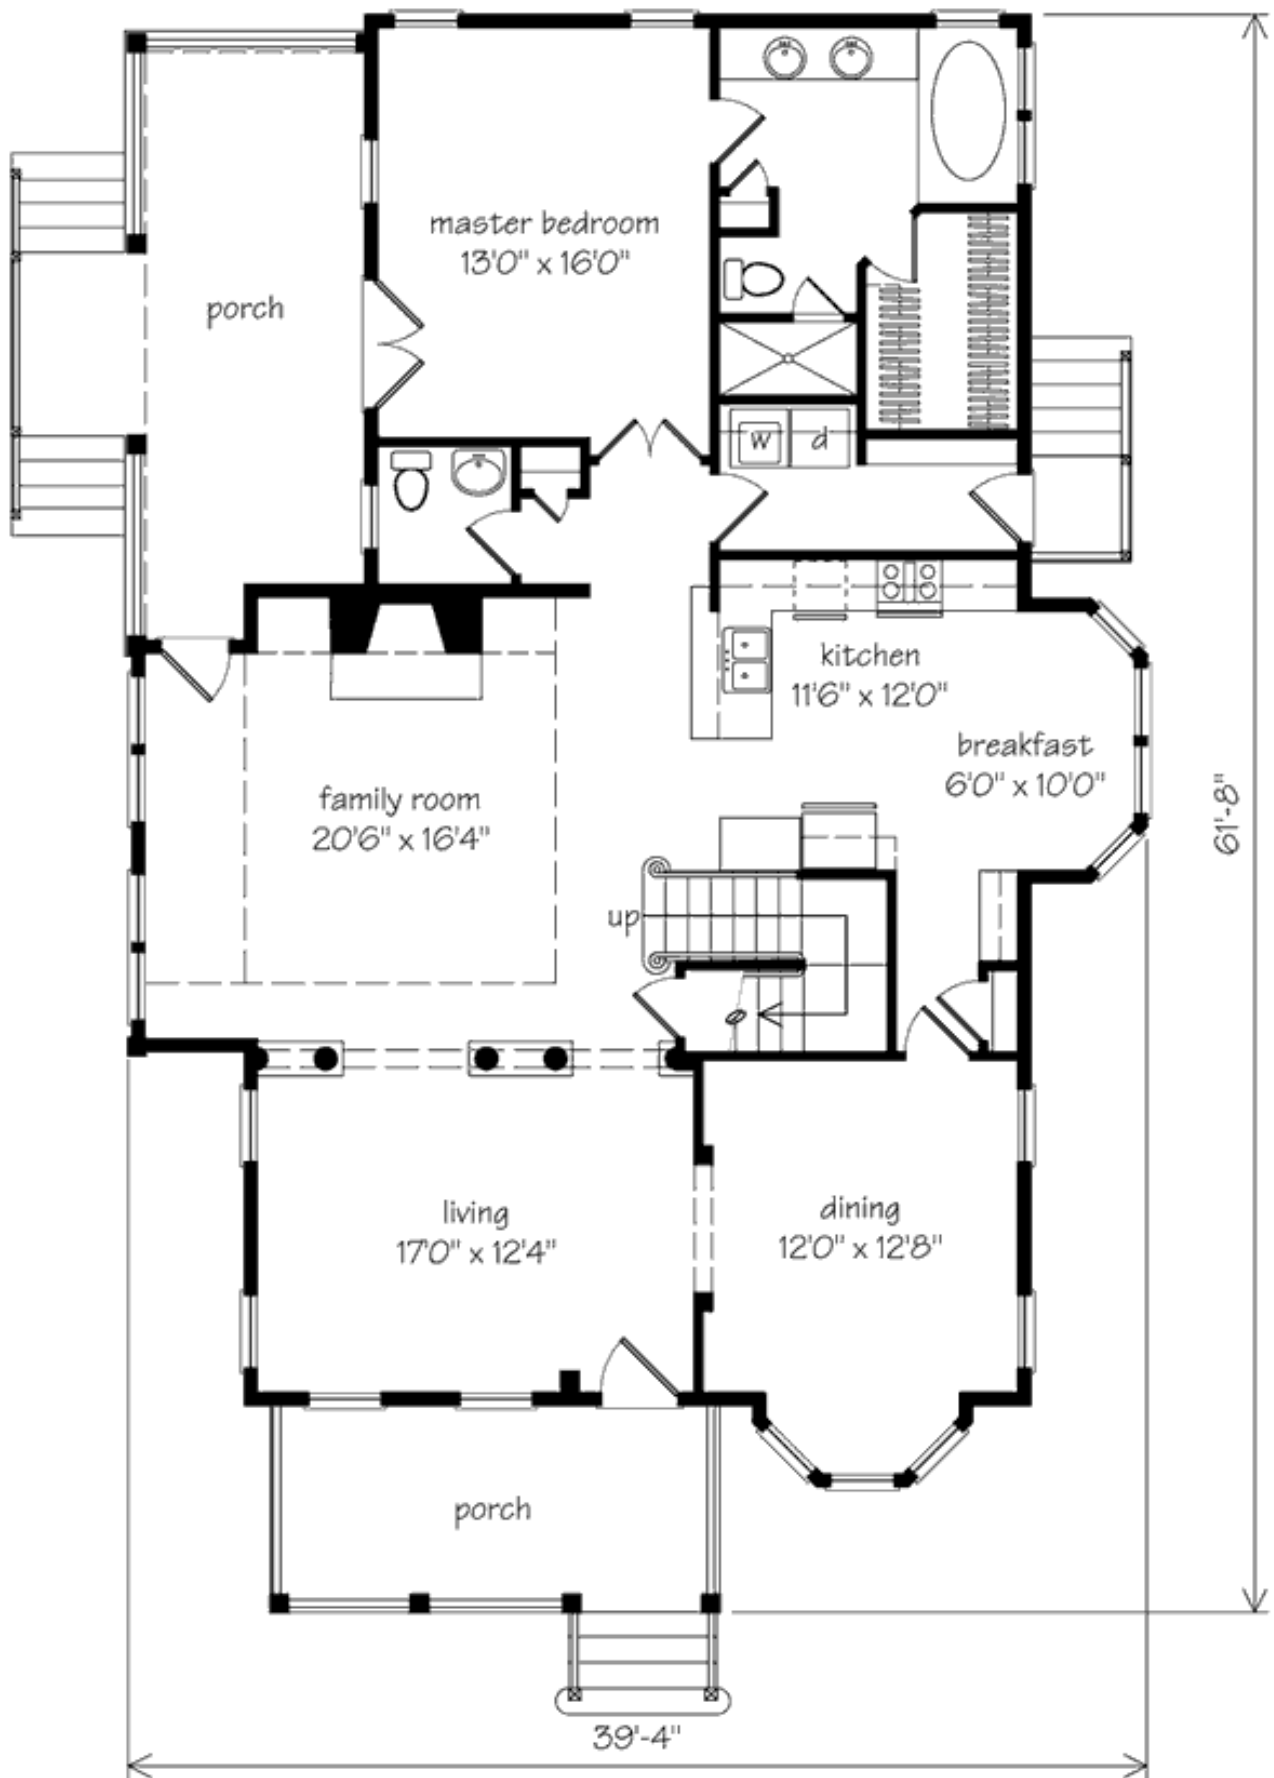 master bedroom
13'0" x 16'0"
porch
w
d
kitchen
11'6" x 12'0"
breakfast
6'0" x 10'0"
family room
20'6" x 16'4"
61'-8"
up
living
17'0" x 12'4"
dining
12'0" x 12'8"
porch
39'-4"